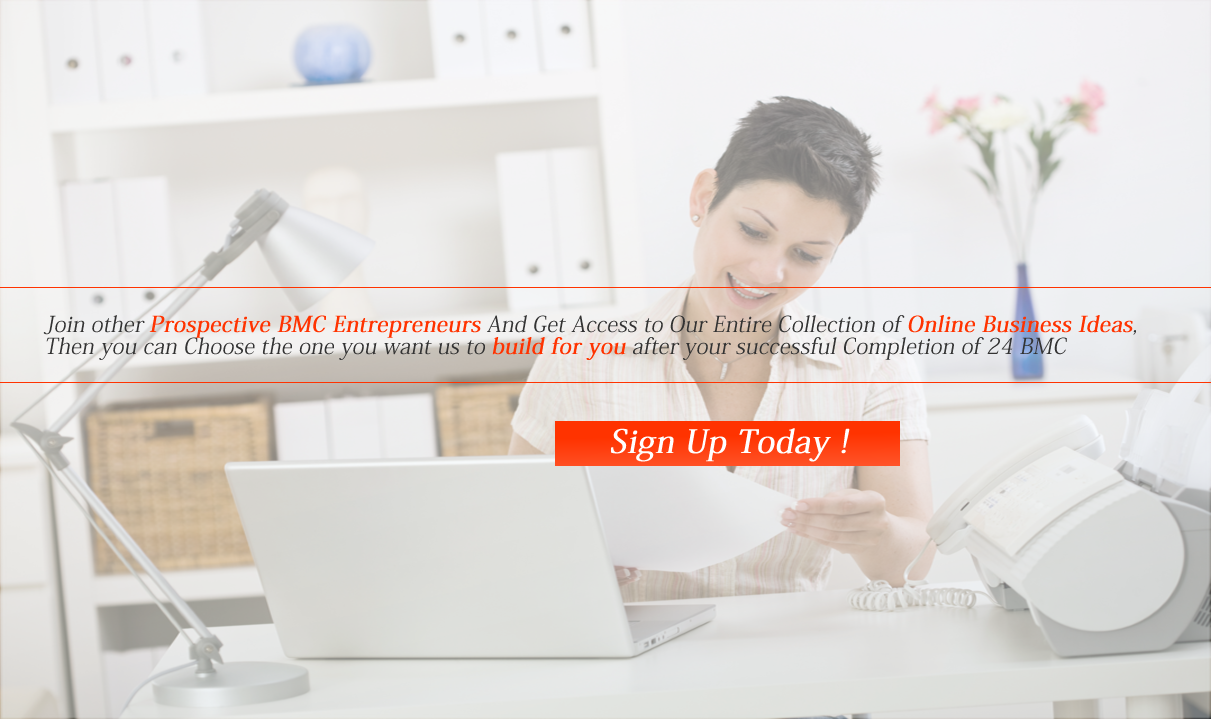 Join other Prospective BMC Entrepreneurs And Get Access to Our Entire Collection of Online Business Ideas,
Then you can Choose the one you want us to build for you after your successful Completion of 24 BMC
Sign Up Today !